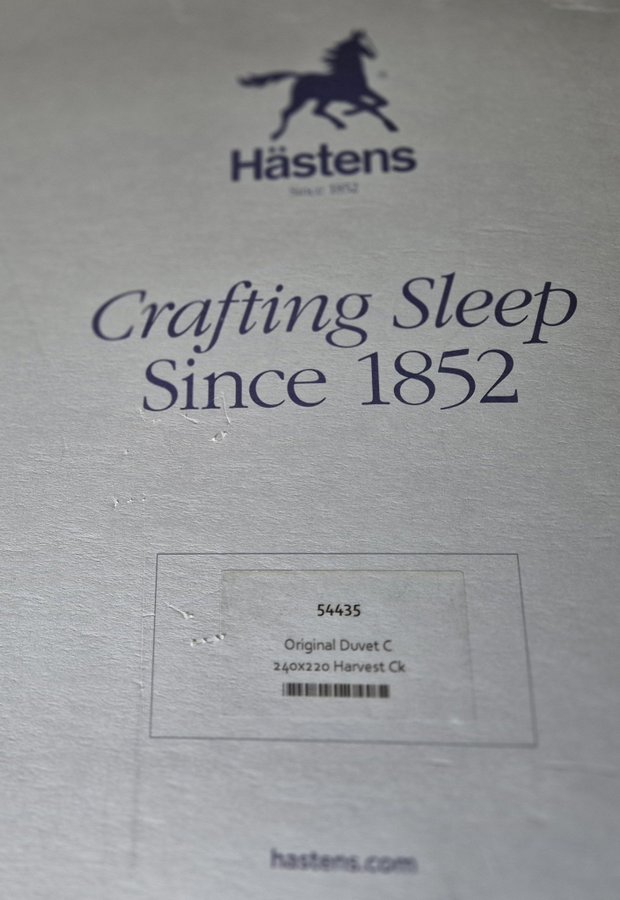 Hästens
Since 1852
Crafting Sleep
Since 1852
54435
Original Duvet C
240x220 Harvest Ck
hastens.com